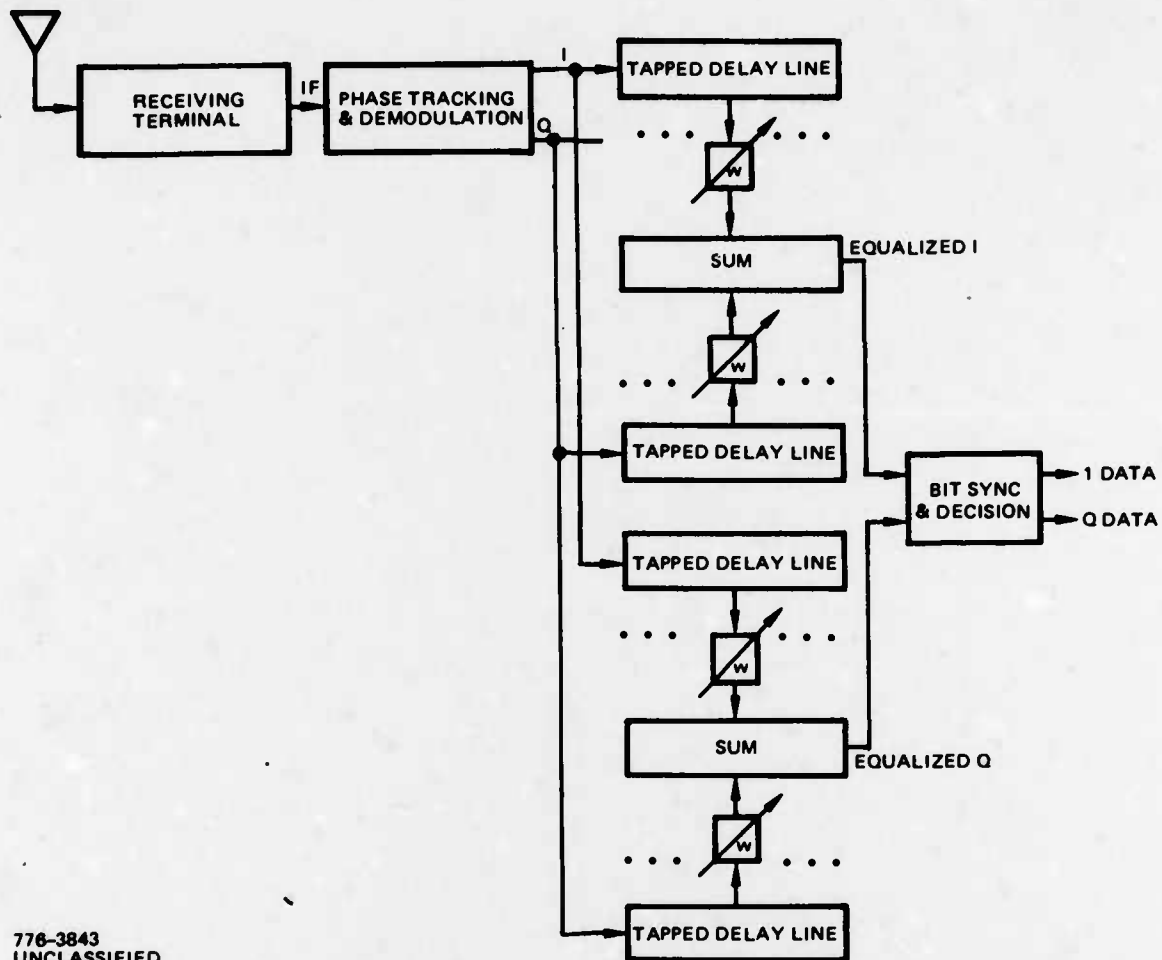 RECEIVING
TERMINAL
IF
PHASE TRACKING
& DEMODULATION
I
Q
TAPPED DELAY LINE
W
SUM
EQUALIZED I
W
TAPPED DELAY LINE
BIT SYNC
& DECISION
1 DATA
Q DATA
TAPPED DELAY LINE
W
SUM
EQUALIZED Q
W
TAPPED DELAY LINE
776-3843
UNCLASSIFIED